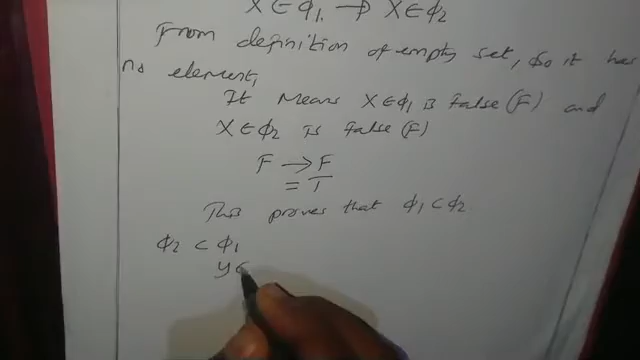 X ∈ ϕ₁ → X ∈ ϕ₂
From definition of empty set, ϕ₀ it has
no element,
It means X∈ϕ₁ is false (F) and
X∈ϕ₂ is false (F)
F → F
= T
This proves that ϕ₁ ⊂ ϕ₂
ϕ₂ ⊂ ϕ₁
y ∈